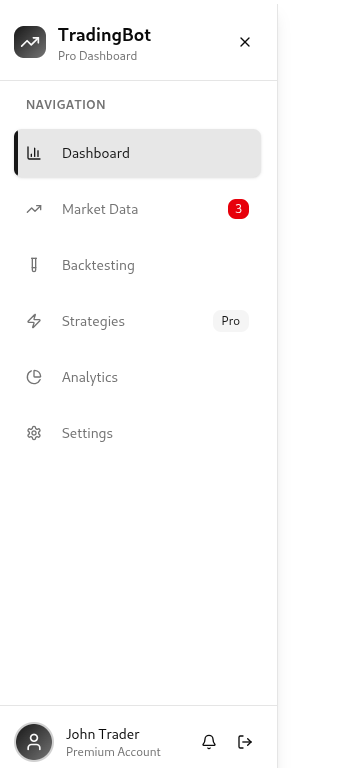 TradingBot
Pro Dashboard
NAVIGATION
Dashboard
Market Data
3
Backtesting
Strategies
Pro
Analytics
Settings
John Trader
Premium Account